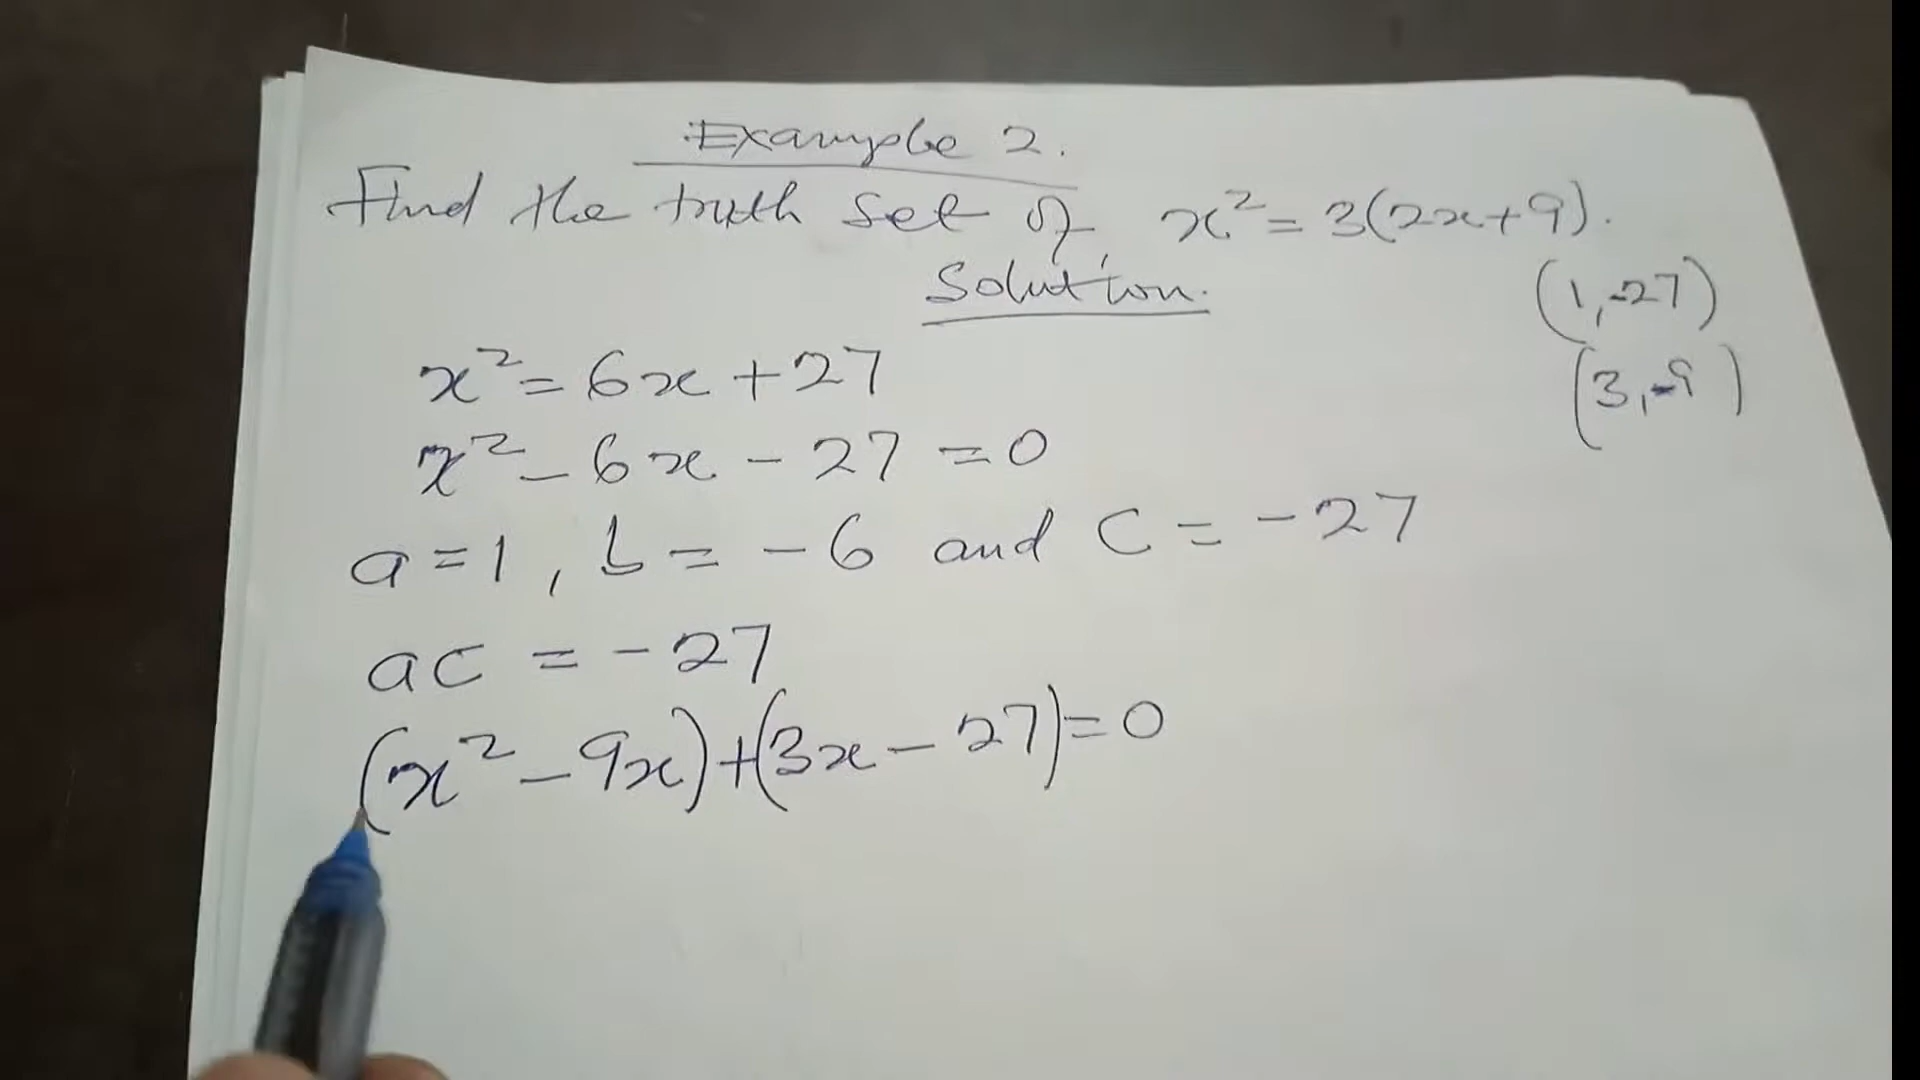 Example 2.
Find the truth set of, x² = 3(2x+9).
Solution.
(1,-27)
(3,-9)
x² = 6x + 27
x² - 6x - 27 = 0
a = 1, b = -6 and C = -27
ac = -27
(x² - 9x) + (3x - 27) = 0